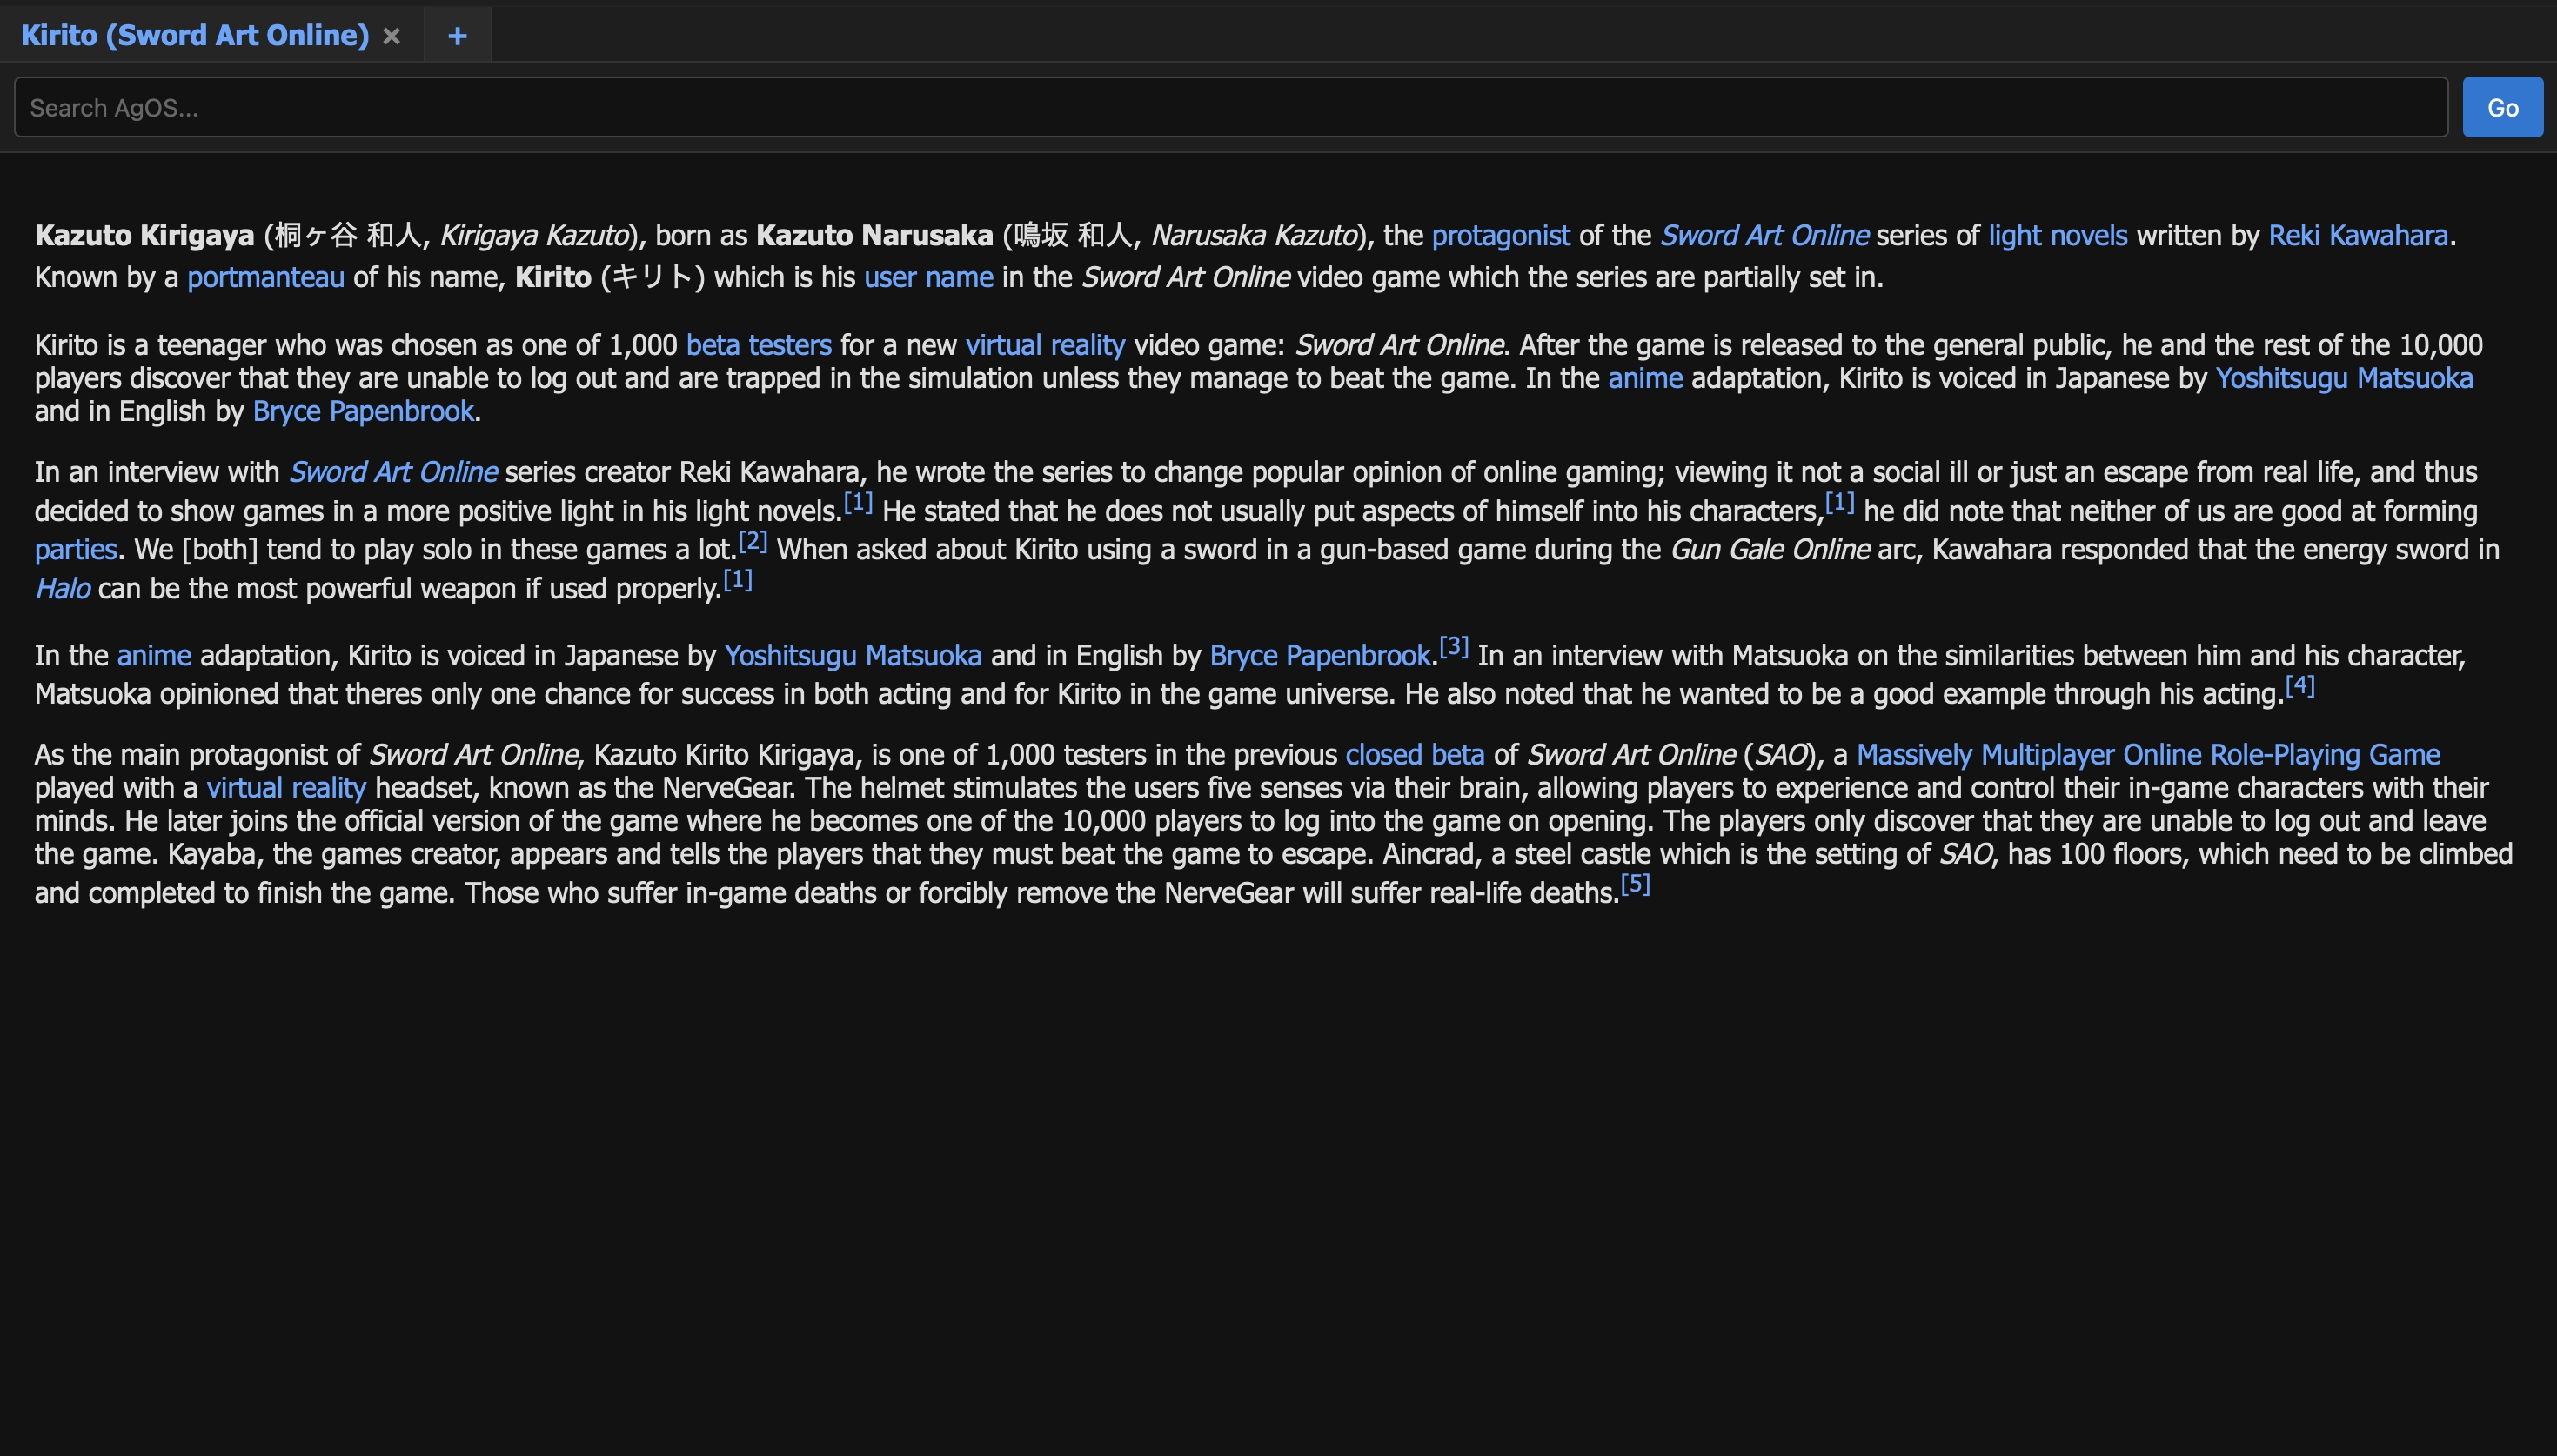 Kirito (Sword Art Online) ×
+
Search AgOS...
Go
Kazuto Kirigaya (桐ヶ谷 和人, Kirigaya Kazuto), born as Kazuto Narusaka (鳴坂 和人, Narusaka Kazuto), the protagonist of the Sword Art Online series of light novels written by Reki Kawahara.
Known by a portmanteau of his name, Kirito (キリト) which is his user name in the Sword Art Online video game which the series are partially set in.
Kirito is a teenager who was chosen as one of 1,000 beta testers for a new virtual reality video game: Sword Art Online. After the game is released to the general public, he and the rest of the 10,000
players discover that they are unable to log out and are trapped in the simulation unless they manage to beat the game. In the anime adaptation, Kirito is voiced in Japanese by Yoshitsugu Matsuoka
and in English by Bryce Papenbrook.
In an interview with Sword Art Online series creator Reki Kawahara, he wrote the series to change popular opinion of online gaming; viewing it not a social ill or just an escape from real life, and thus
decided to show games in a more positive light in his light novels.[1] He stated that he does not usually put aspects of himself into his characters,[1] he did note that neither of us are good at forming
parties. We [both] tend to play solo in these games a lot.[2] When asked about Kirito using a sword in a gun-based game during the Gun Gale Online arc, Kawahara responded that the energy sword in
Halo can be the most powerful weapon if used properly.[1]
In the anime adaptation, Kirito is voiced in Japanese by Yoshitsugu Matsuoka and in English by Bryce Papenbrook.[3] In an interview with Matsuoka on the similarities between him and his character,
Matsuoka opinioned that theres only one chance for success in both acting and for Kirito in the game universe. He also noted that he wanted to be a good example through his acting.[4]
As the main protagonist of Sword Art Online, Kazuto Kirito Kirigaya, is one of 1,000 testers in the previous closed beta of Sword Art Online (SAO), a Massively Multiplayer Online Role-Playing Game
played with a virtual reality headset, known as the NerveGear. The helmet stimulates the users five senses via their brain, allowing players to experience and control their in-game characters with their
minds. He later joins the official version of the game where he becomes one of the 10,000 players to log into the game on opening. The players only discover that they are unable to log out and leave
the game. Kayaba, the games creator, appears and tells the players that they must beat the game to escape. Aincrad, a steel castle which is the setting of SAO, has 100 floors, which need to be climbed
and completed to finish the game. Those who suffer in-game deaths or forcibly remove the NerveGear will suffer real-life deaths.[5]